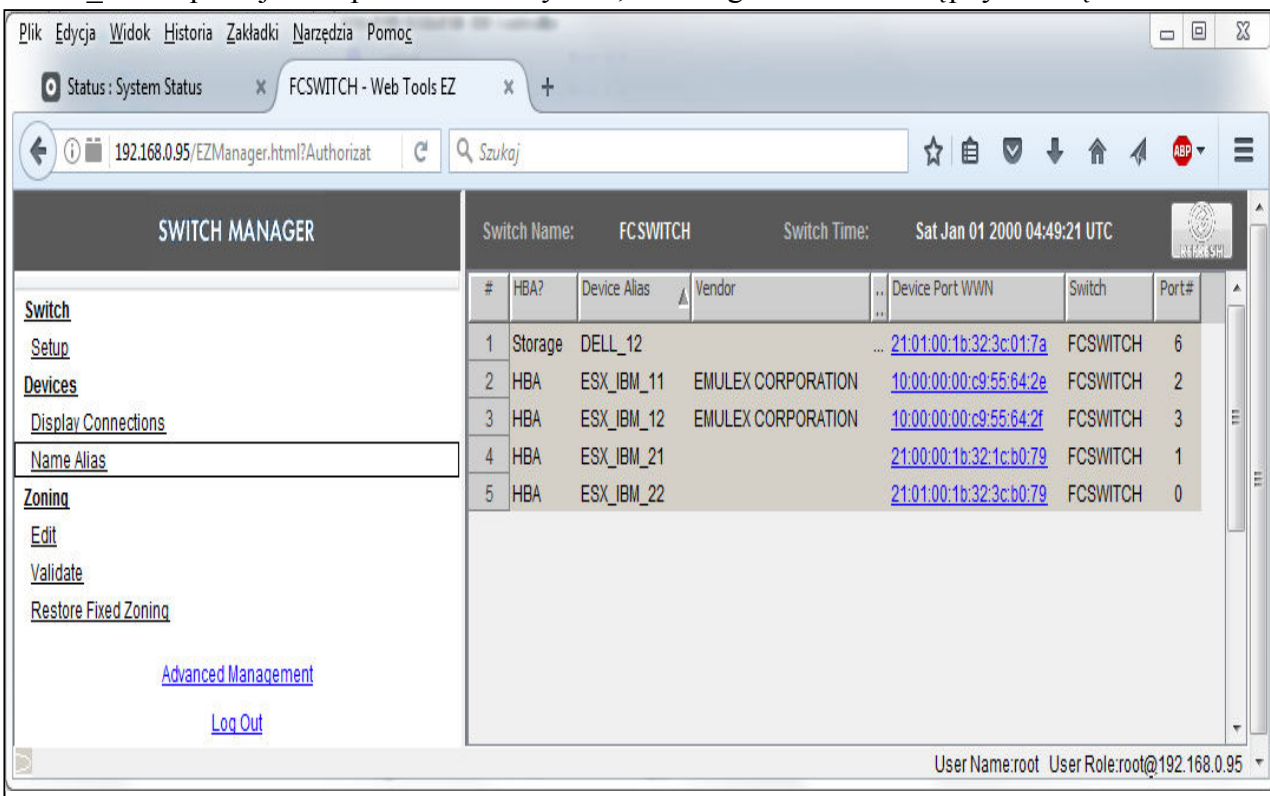 Plik Edycja Widok Historia Zakładki Narzędzia Pomoc
Status : System Status
FCSWITCH - Web Tools EZ
192.168.0.95/EZManager.html?Authorizat
Szukaj
ABP
SWITCH MANAGER
Switch Name: FCSWITCH Switch Time: Sat Jan 01 2000 04:49:21 UTC
REFRESH
Switch
Setup
Devices
Display Connections
Name Alias
Zoning
Edit
Validate
Restore Fixed Zoning
Advanced Management
Log Out
# HBA? Device Alias Vendor .. .. Device Port WWN Switch Port#
1 Storage DELL_12 ... 21:01:00:1b:32:3c:01:7a FCSWITCH 6
2 HBA ESX_IBM_11 EMULEX CORPORATION 10:00:00:00:c9:55:64:2e FCSWITCH 2
3 HBA ESX_IBM_12 EMULEX CORPORATION 10:00:00:00:c9:55:64:2f FCSWITCH 3
4 HBA ESX_IBM_21 21:00:00:1b:32:1c:b0:79 FCSWITCH 1
5 HBA ESX_IBM_22 21:01:00:1b:32:3c:b0:79 FCSWITCH 0
User Name:root User Role:root@192.168.0.95